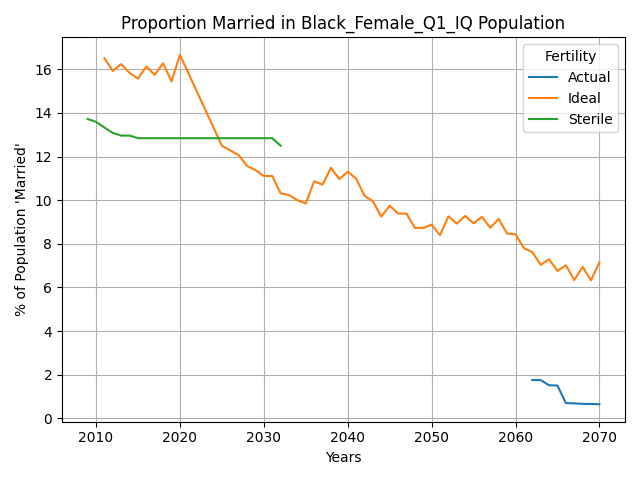 Proportion Married in Black_Female_Q1_IQ Population
% of Population 'Married'
16
14
12
10
8
6
4
2
0
Fertility
Actual
Ideal
Sterile
2010 2020 2030 2040 2050 2060 2070
Years